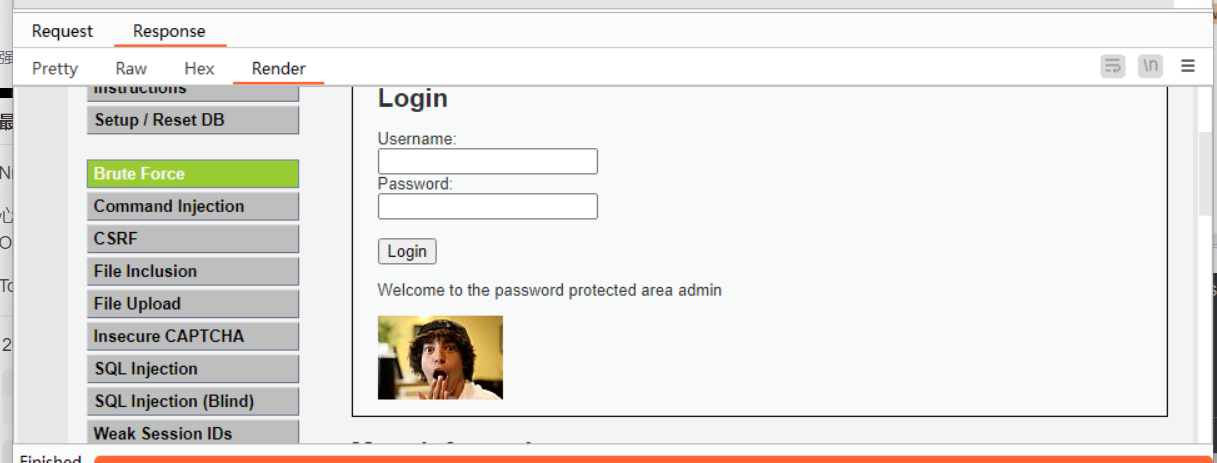 Request Response
Pretty Raw Hex Render
\n
Instructions
Setup / Reset DB
Brute Force
Command Injection
CSRF
File Inclusion
File Upload
Insecure CAPTCHA
SQL Injection
SQL Injection (Blind)
Weak Session IDs
Login
Username:
Password:
Login
Welcome to the password protected area admin
Finished